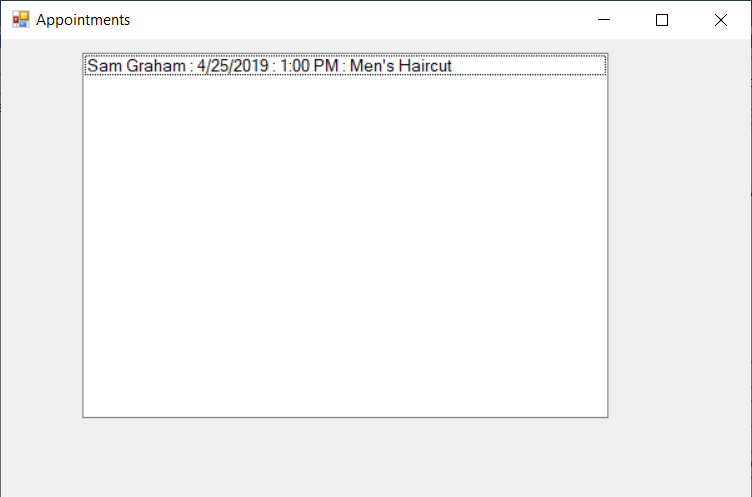 Appointments
Sam Graham : 4/25/2019 : 1:00 PM : Men's Haircut